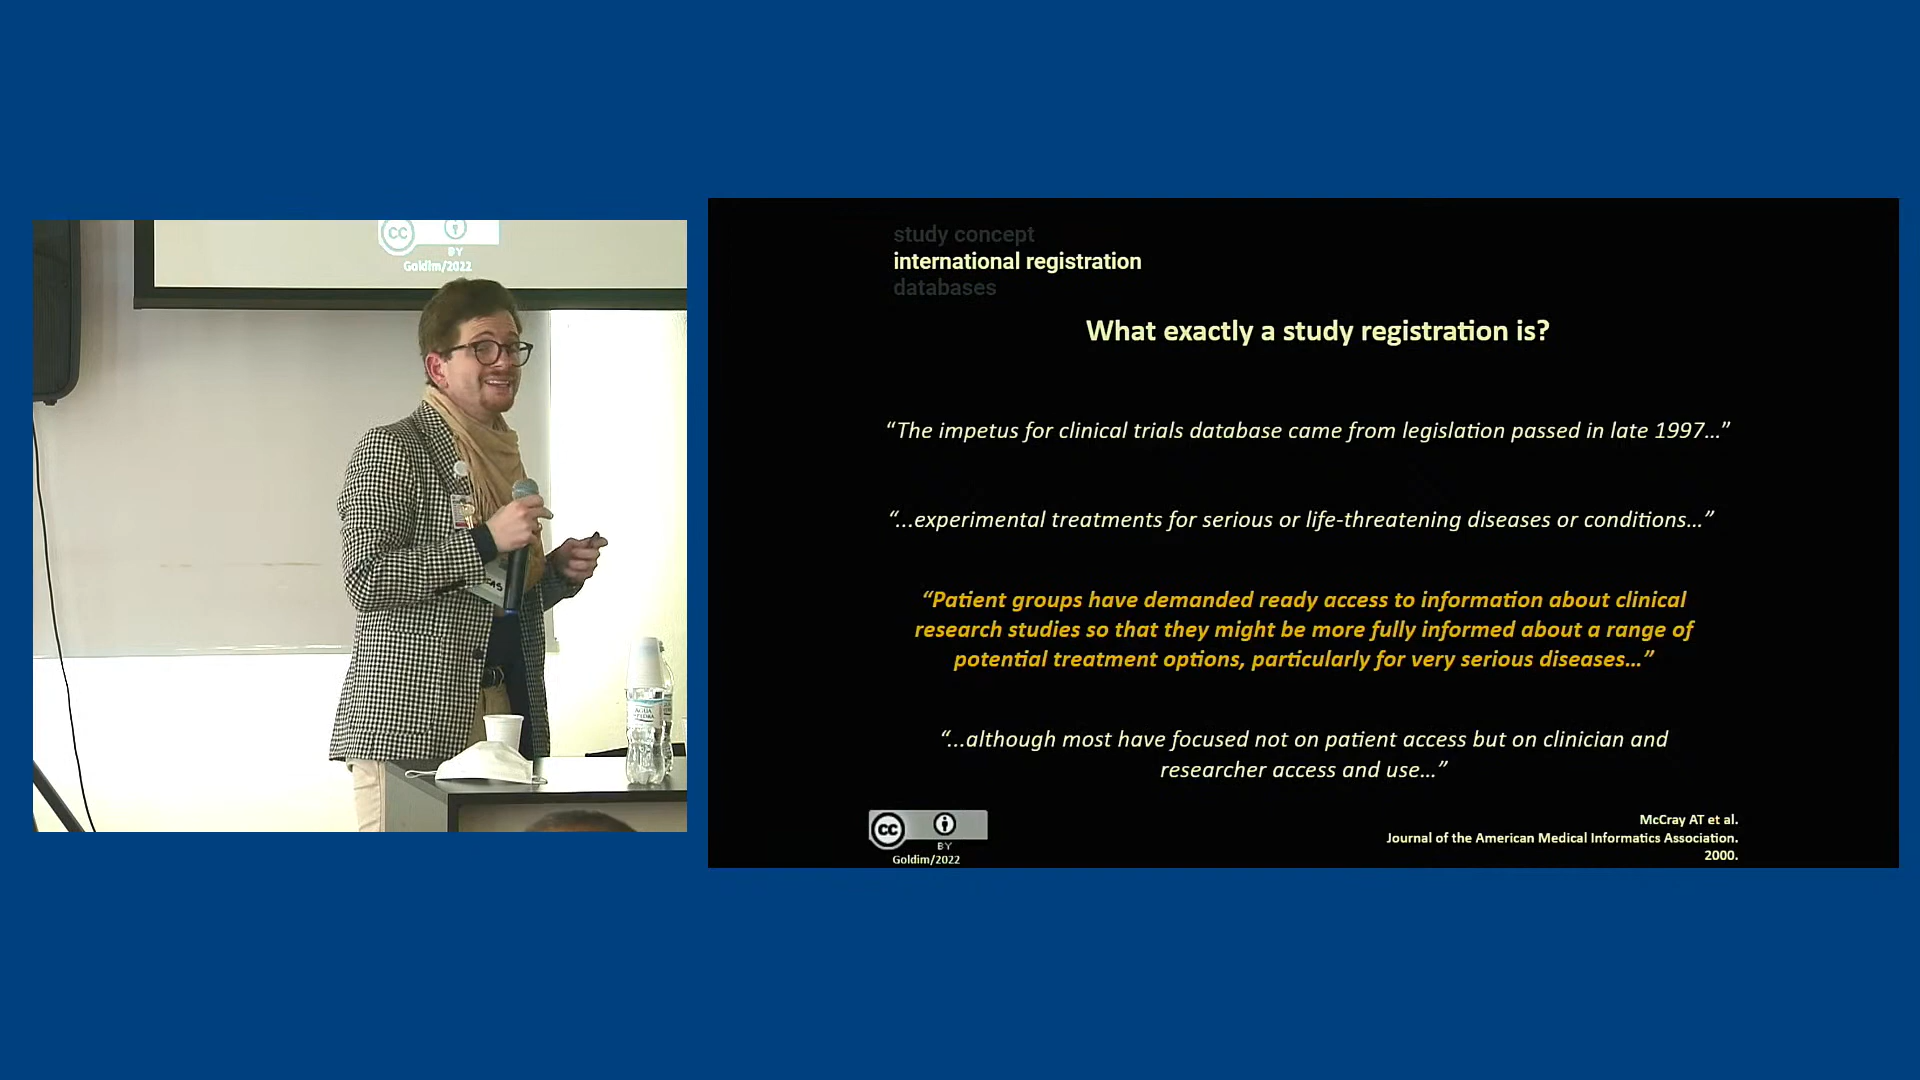 CC
BY
Goldim/2022
ÁGUA
study concept
international registration
databases
What exactly a study registration is?
“The impetus for clinical trials database came from legislation passed in late 1997...”
“...experimental treatments for serious or life-threatening diseases or conditions...”
“Patient groups have demanded ready access to information about clinical
research studies so that they might be more fully informed about a range of
potential treatment options, particularly for very serious diseases...”
“...although most have focused not on patient access but on clinician and
researcher access and use...”
CC
BY
Goldim/2022
McCray AT et al.
Journal of the American Medical Informatics Association.
2000.